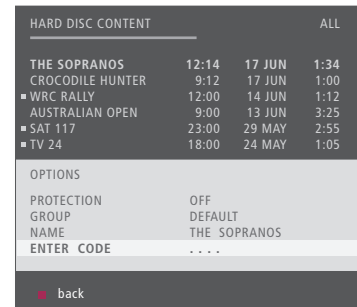 HARD DISC CONTENT ALL
THE SOPRANOS 12:14 17 JUN 1:34
CROCODILE HUNTER 9:12 17 JUN 1:00
WRC RALLY 12:00 14 JUN 1:12
AUSTRALIAN OPEN 9:00 13 JUN 3:25
SAT 117 23:00 29 MAY 2:55
TV 24 18:00 24 MAY 1:05
OPTIONS
PROTECTION OFF
GROUP DEFAULT
NAME THE SOPRANOS
ENTER CODE ....
back